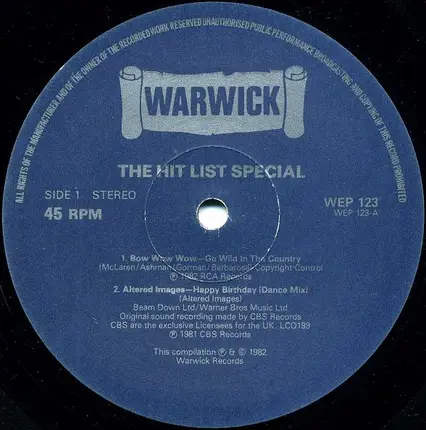 ALL RIGHTS OF THE MANUFACTURER AND OF THE OWNER OF THE RECORDED WORK RESERVED UNAUTHORISED PUBLIC PERFORMANCE BROADCASTING AND COPYING OF THIS RECORD PROHIBITED
WARWICK
THE HIT LIST SPECIAL
SIDE 1 STEREO
45 RPM
WEP 123
WEP 123-A
1. Bow Wow Wow—Go Wild In The Country
(McLaren/Ashman/Gorman/Barbarosa) Copyright Control
Ⓟ 1982 RCA Records
2. Altered Images—Happy Birthday (Dance Mix)
(Altered Images)
Beam Down Ltd/Warner Bros Music Ltd
Original sound recording made by CBS Records
CBS are the exclusive Licensees for the UK. LCO189
Ⓟ 1981 CBS Records
This compilation Ⓟ & © 1982
Warwick Records